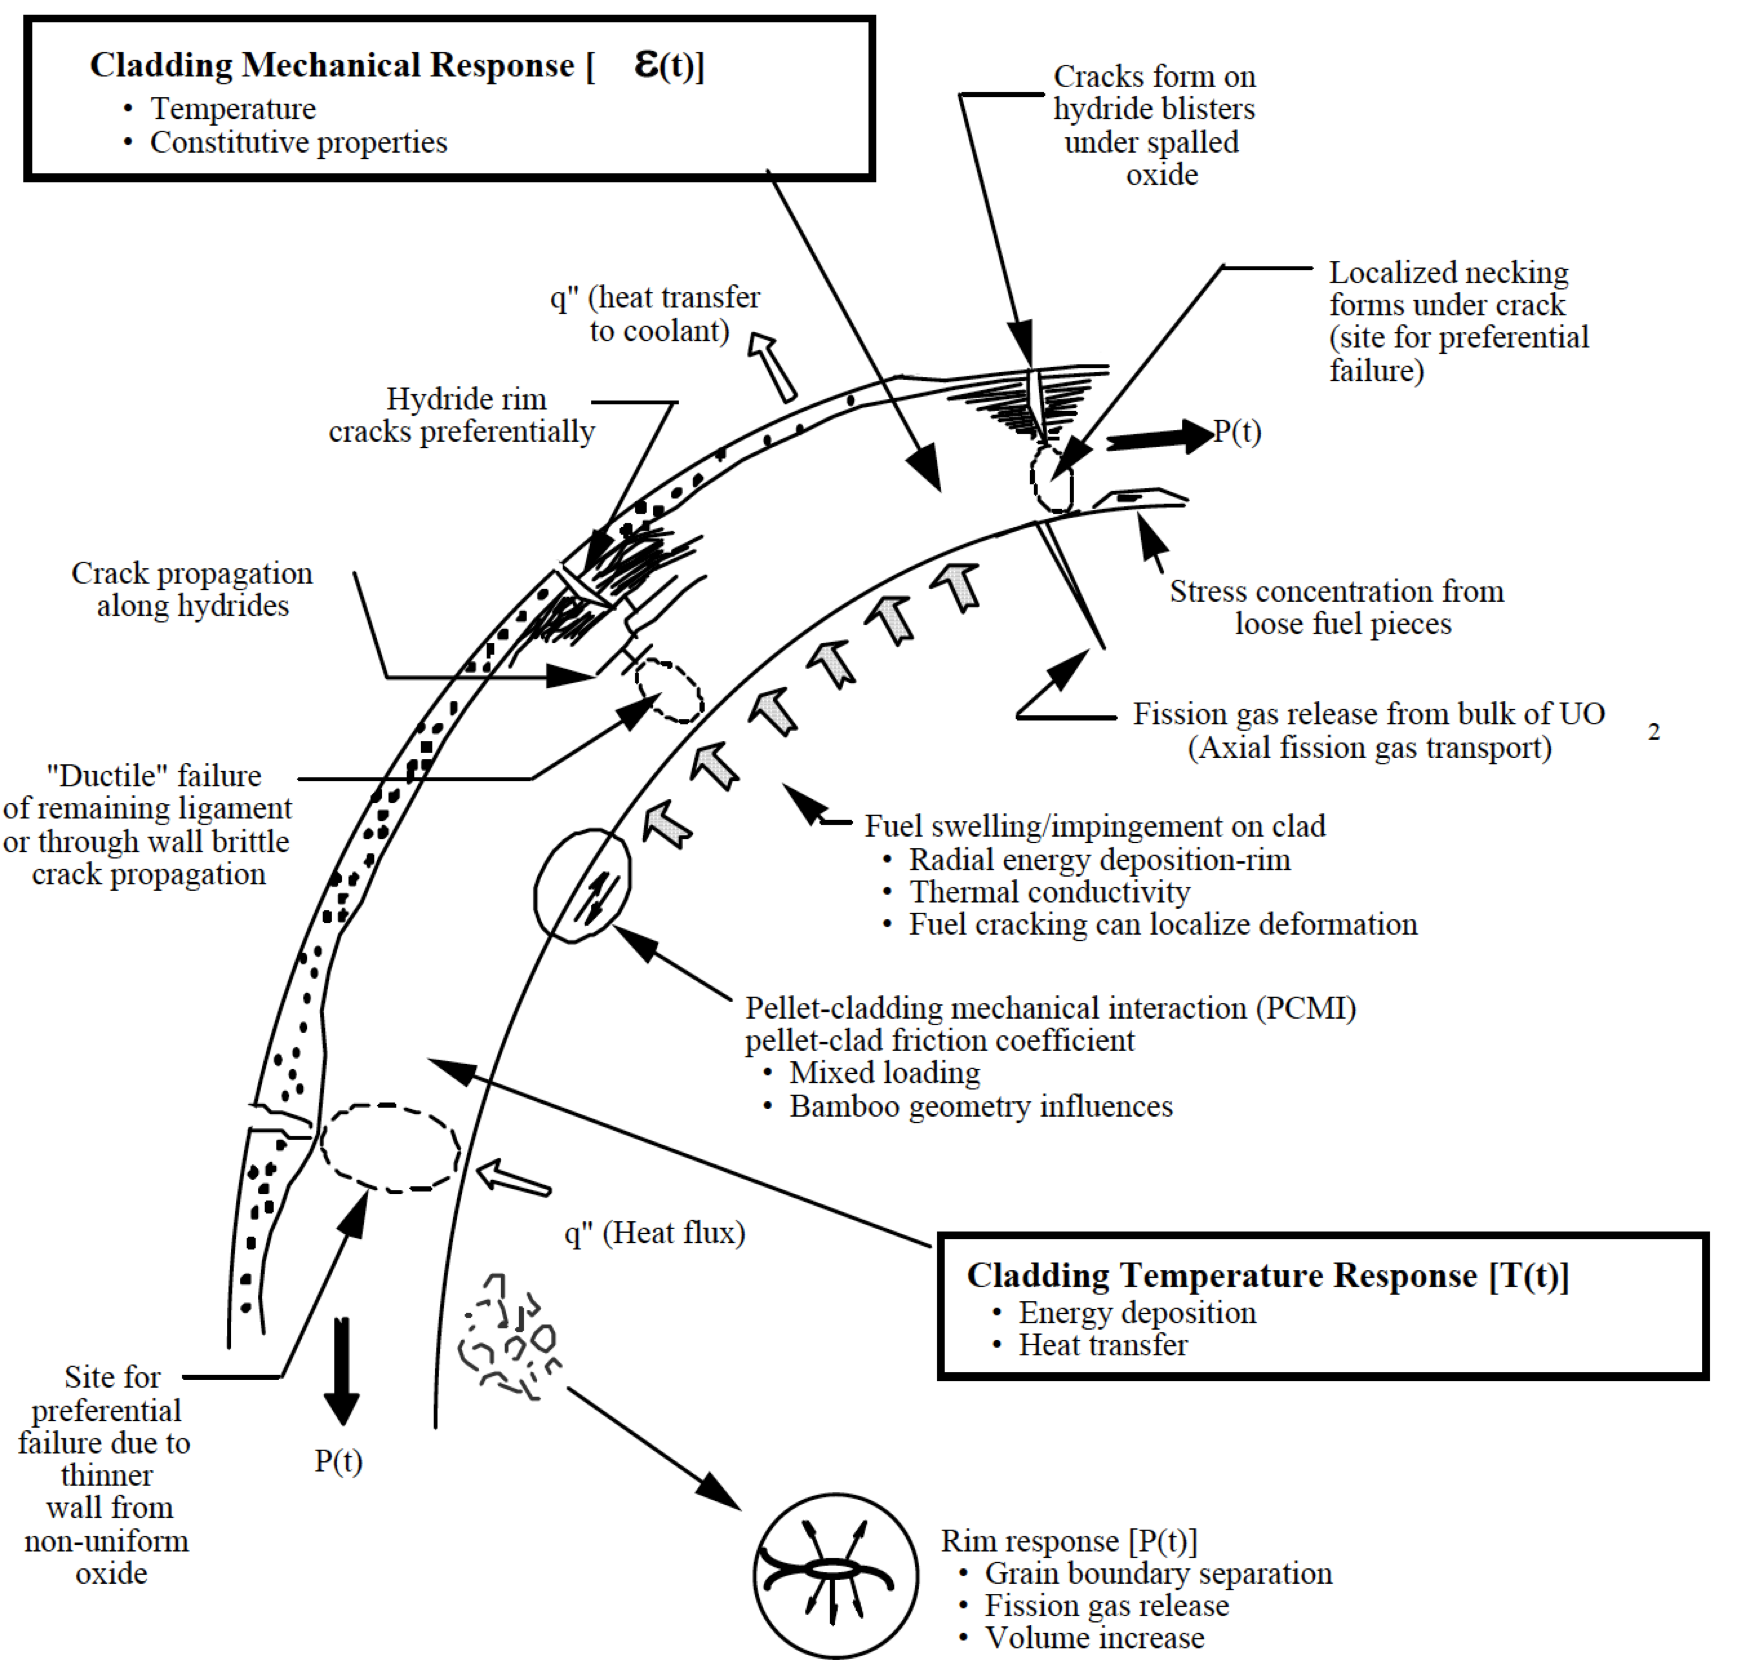 Cladding Mechanical Response [ ε(t)]
• Temperature
• Constitutive properties
Cracks form on
hydride blisters
under spalled
oxide
Localized necking
forms under crack
(site for preferential
failure)
q" (heat transfer
to coolant)
Hydride rim
cracks preferentially
P(t)
Crack propagation
along hydrides
Stress concentration from
loose fuel pieces
Fission gas release from bulk of UO 2
(Axial fission gas transport)
"Ductile" failure
of remaining ligament
or through wall brittle
crack propagation
Fuel swelling/impingement on clad
• Radial energy deposition-rim
• Thermal conductivity
• Fuel cracking can localize deformation
Pellet-cladding mechanical interaction (PCMI)
pellet-clad friction coefficient
• Mixed loading
• Bamboo geometry influences
q" (Heat flux)
Cladding Temperature Response [T(t)]
• Energy deposition
• Heat transfer
Site for
preferential
failure due to
thinner
wall from
non-uniform
oxide
P(t)
Rim response [P(t)]
• Grain boundary separation
• Fission gas release
• Volume increase